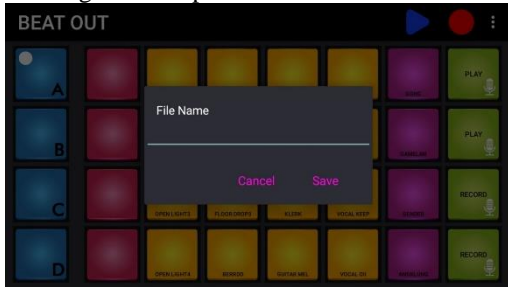 BEAT OUT
A
PLAY
File Name
B
PLAY
Cancel Save
C
OPEN LIGHTS FLOOR DROPS KLINK VOCAL KEEP RECORD
D
OPEN LIGHTS GUITAR MEL VOCAL OH RECORD